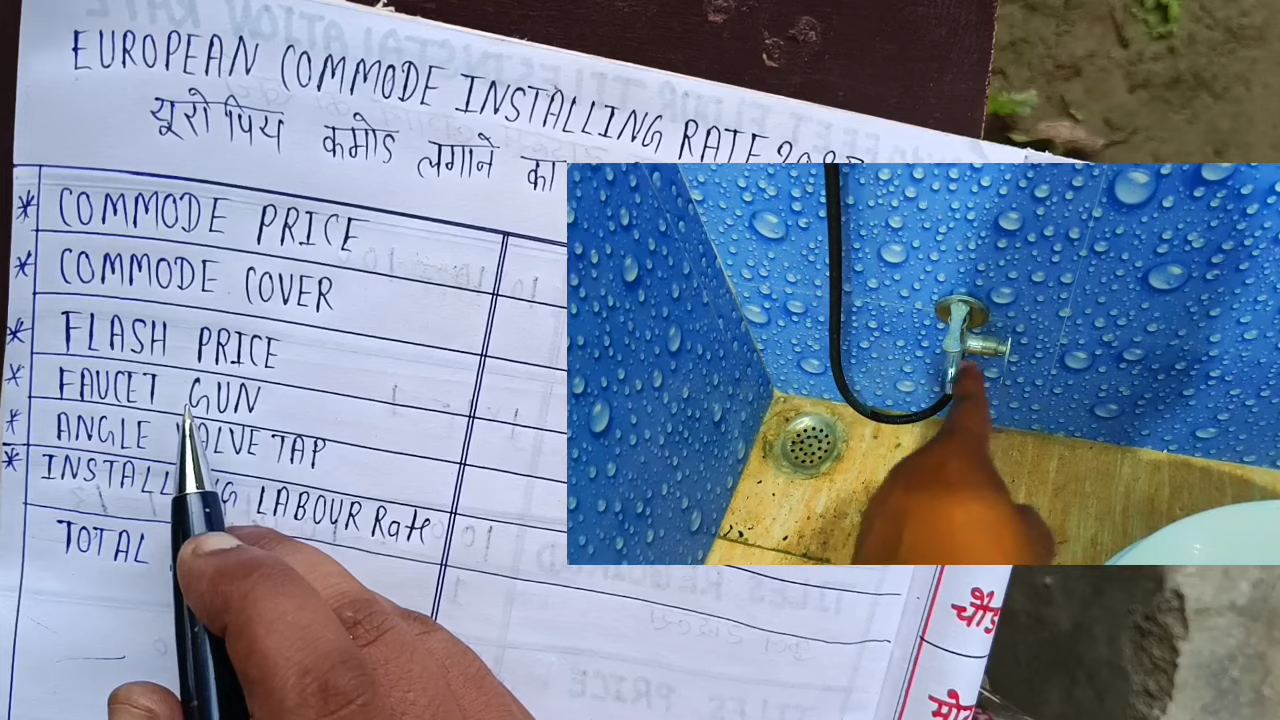 EUROPEAN COMMODE INSTALLING RATE
यूरोपिय कमोड लगाने का
* COMMODE PRICE
* COMMODE COVER
* FLASH PRICE
* FAUCET GUN
* ANGLE VALVE TAP
* INSTALLING LABOUR Rate
TOTAL